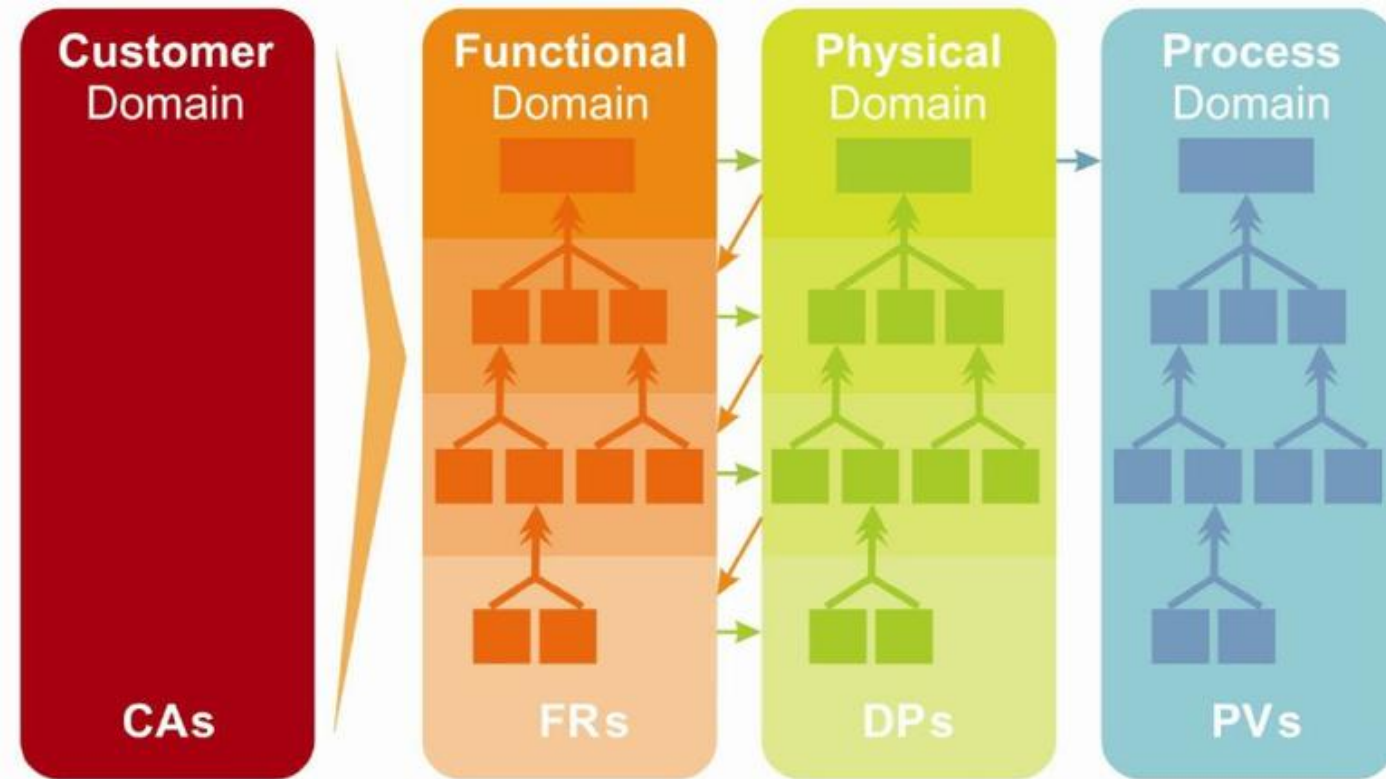 Customer
Domain
CAs
Functional
Domain
FRs
Physical
Domain
DPs
Process
Domain
PVs